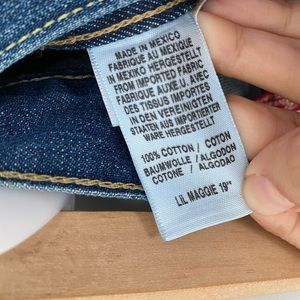 MADE IN MEXICO
FABRIQUE AU MEXIQUE
IN MEXIKO HERGESTELLT
FROM IMPORTED FABRIC
FABRIQUE AUX É.U. AVEC
DES TISSUS IMPORTES
IN DEN VEREINIGTEN
STAATEN AUS IMPORTIERTER
WARE HERGESTELLT
100% COTTON / COTON
BAUMWOLLE / ALGODON
COTONE / ALGODAO
LIL MAGGIE 19"